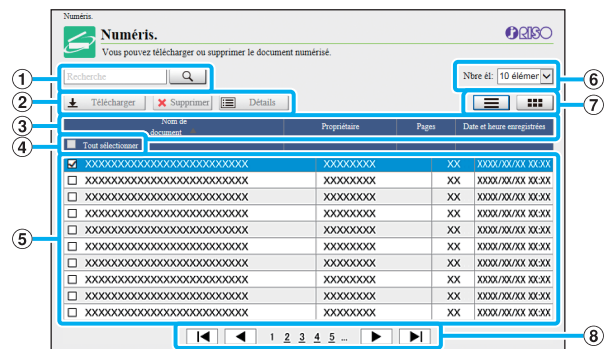 Numéris.
Numéris.
RISO
Vous pouvez télécharger ou supprimer le document numérisé.
1
Recherche
Nbre él: 10 élémer
6
2
Télécharger Supprimer Détails
7
3
Nom de document Propriétaire Pages Date et heure enregistrées
4
Tout sélectionner
XXXXXXXXXXXXXXXXXXXXXXXXX XXXXXXXX XX XXXX/XX/XX XX:XX
XXXXXXXXXXXXXXXXXXXXXXXXX XXXXXXXX XX XXXX/XX/XX XX:XX
XXXXXXXXXXXXXXXXXXXXXXXXX XXXXXXXX XX XXXX/XX/XX XX:XX
XXXXXXXXXXXXXXXXXXXXXXXXX XXXXXXXX XX XXXX/XX/XX XX:XX
5
XXXXXXXXXXXXXXXXXXXXXXXXX XXXXXXXX XX XXXX/XX/XX XX:XX
XXXXXXXXXXXXXXXXXXXXXXXXX XXXXXXXX XX XXXX/XX/XX XX:XX
XXXXXXXXXXXXXXXXXXXXXXXXX XXXXXXXX XX XXXX/XX/XX XX:XX
XXXXXXXXXXXXXXXXXXXXXXXXX XXXXXXXX XX XXXX/XX/XX XX:XX
XXXXXXXXXXXXXXXXXXXXXXXXX XXXXXXXX XX XXXX/XX/XX XX:XX
XXXXXXXXXXXXXXXXXXXXXXXXX XXXXXXXX XX XXXX/XX/XX XX:XX
1 2 3 4 5 ...
8